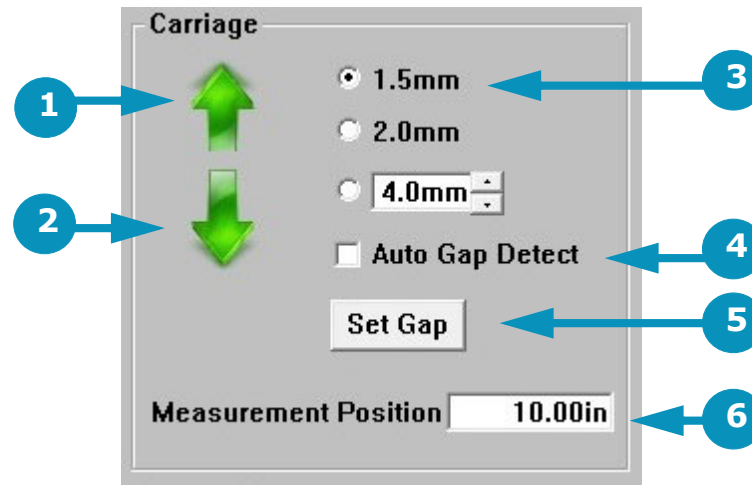 Carriage
1
1.5mm
3
2.0mm
2
4.0mm
Auto Gap Detect
4
Set Gap
5
Measurement Position 10.00in
6